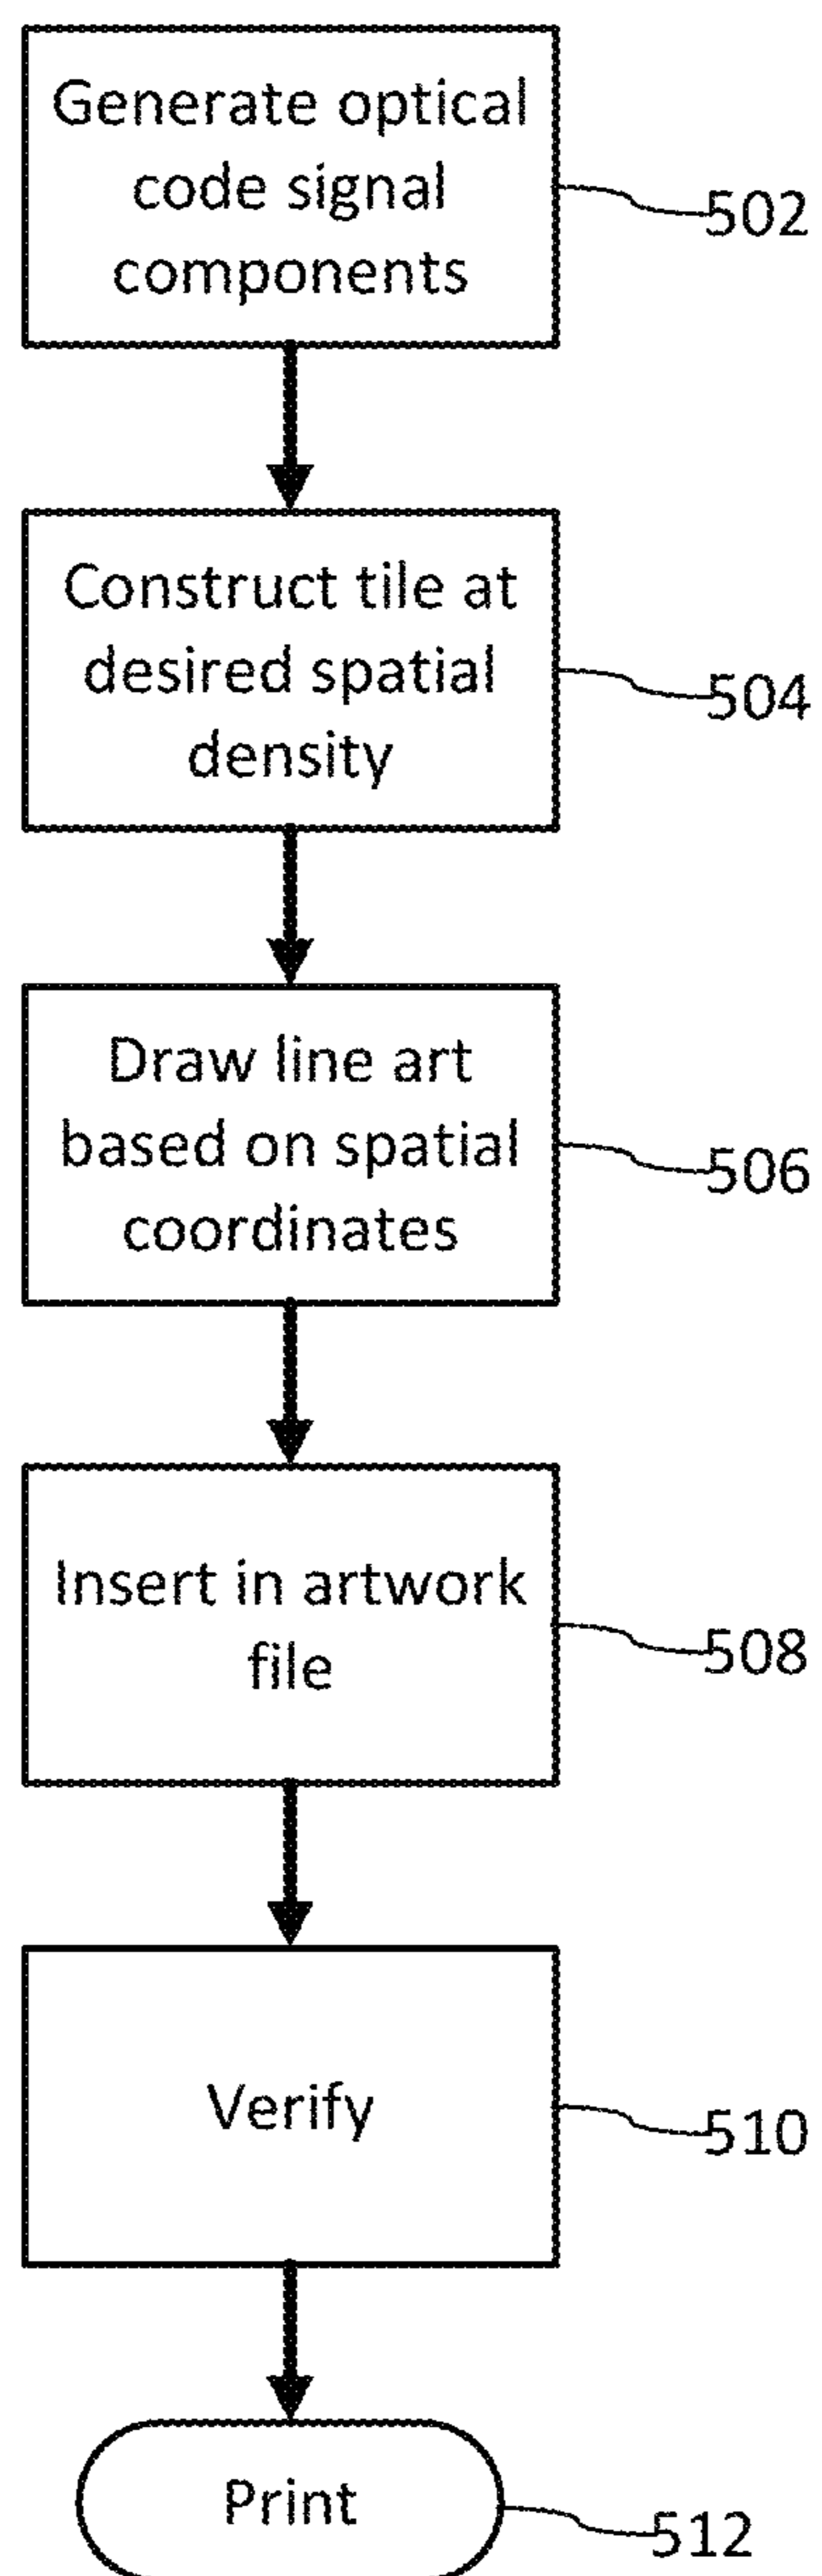 Generate optical
code signal
components
502
Construct tile at
desired spatial
density
504
Draw line art
based on spatial
coordinates
506
Insert in artwork
file
508
Verify
510
Print
512